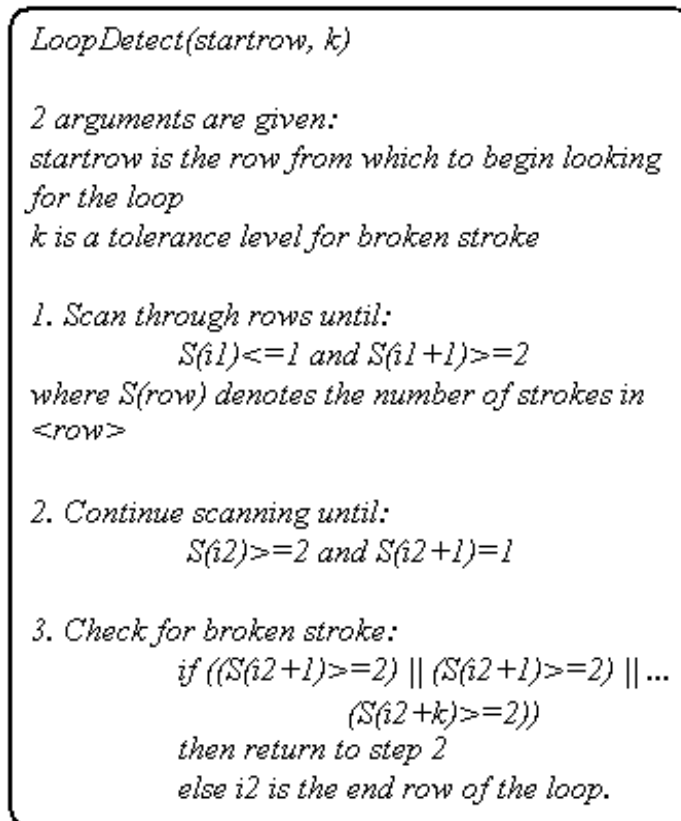 LoopDetect(startrow, k)
2 arguments are given:
startrow is the row from which to begin looking
for the loop
k is a tolerance level for broken stroke
1. Scan through rows until:
S(i1)<=1 and S(i1+1)>=2
where S(row) denotes the number of strokes in
<row>
2. Continue scanning until:
S(i2)>=2 and S(i2+1)=1
3. Check for broken stroke:
if ((S(i2+1)>=2) || (S(i2+1)>=2) || ...
(S(i2+k)>=2))
then return to step 2
else i2 is the end row of the loop.